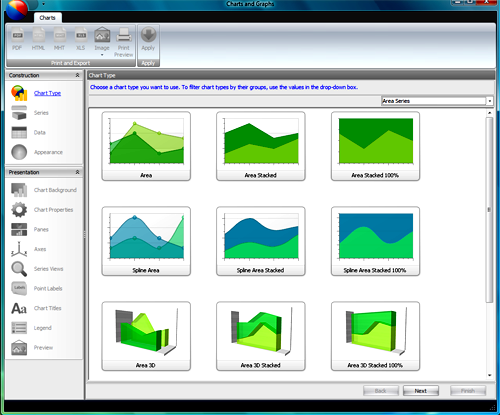 Charts and Graphs
Charts
PDF HTML MHT XLS Image Print Preview Apply
Print and Export Apply
Construction
Chart Type
Series
Data
Appearance
Presentation
Chart Background
Chart Properties
Panes
Axes
Series Views
Labels
Point Labels
Aa
Chart Titles
Legend
Preview
Chart Type
Choose a chart type you want to use. To filter chart types by their groups, use the values in the drop-down box.
Area Series
Area Area Stacked Area Stacked 100%
Spline Area Spline Area Stacked Spline Area Stacked 100%
Area 3D Area 3D Stacked Area 3D Stacked 100%
Back Next Finish